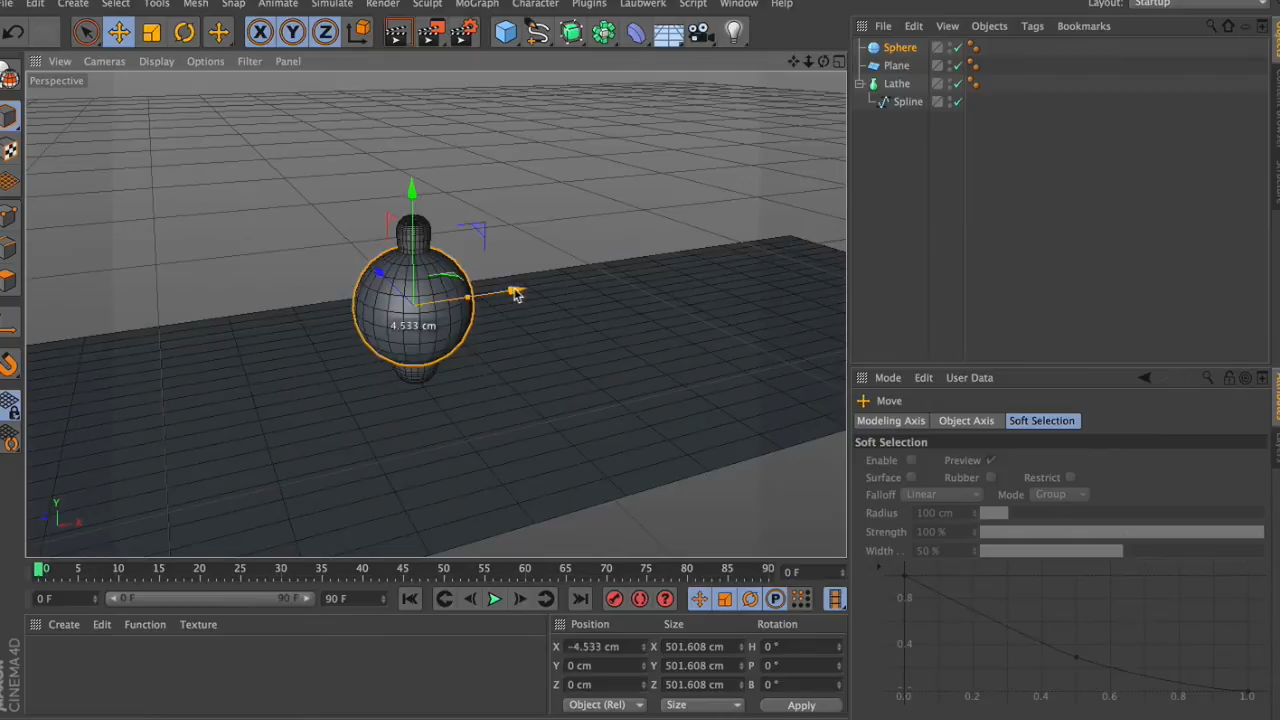 File Edit Create Select Tools Mesh Snap Animate Simulate Render Sculpt MoGraph Character Plugins Laubwerk Script Window Help Layout: Startup
X Y Z
View Cameras Display Options Filter Panel
Perspective
4.533 cm
Y
X
0 5 10 15 20 25 30 35 40 45 50 55 60 65 70 75 80 85 90 0 F
0 F 0 F 90 F 90 F
P
Create Edit Function Texture
MAXON CINEMA 4D
File Edit View Objects Tags Bookmarks
Sphere
Plane
Lathe
Spline
Mode Edit User Data
Move
Modeling Axis Object Axis Soft Selection
Soft Selection
Enable Preview
Surface Rubber Restrict
Falloff Linear Mode Group
Radius 100 cm
Strength 100 %
Width . . 50 %
0.8
0.4
0.0 0.2 0.4 0.6 0.8 1.0
Position Size Rotation
X -4.533 cm X 501.608 cm H 0 °
Y 0 cm Y 501.608 cm P 0 °
Z 0 cm Z 501.608 cm B 0 °
Object (Rel) Size Apply